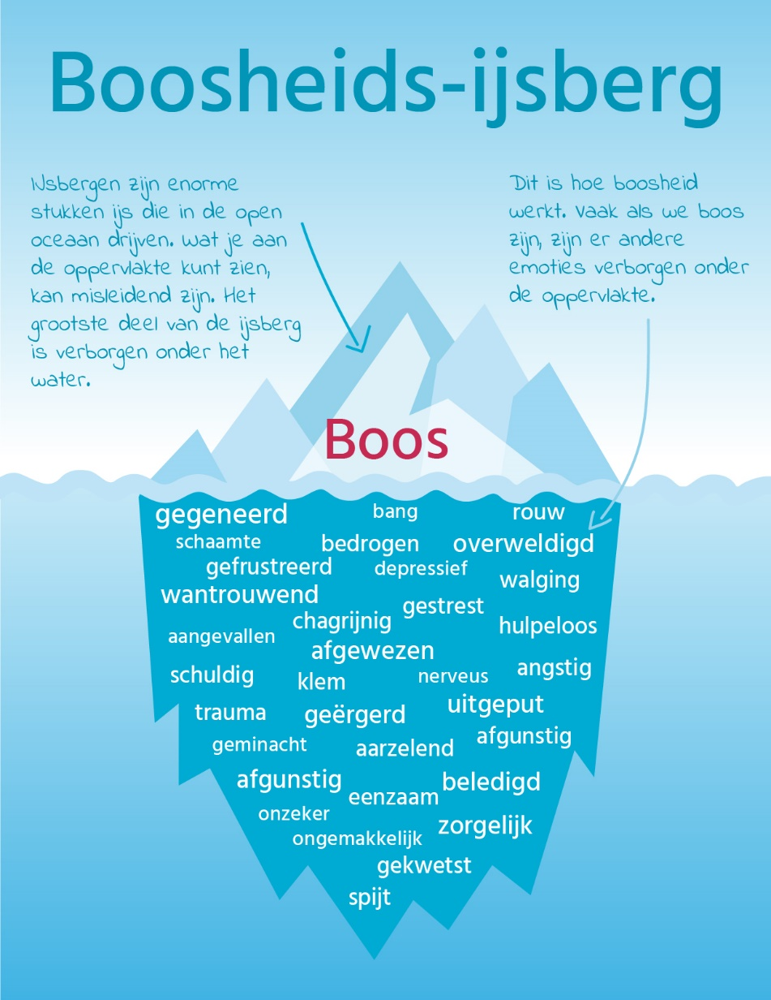 Boosheids-ijsberg
IJsbergen zijn enorme
stukken ijs die in de open
oceaan drijven. Wat je aan
de oppervlakte kunt zien,
kan misleidend zijn. Het
grootste deel van de ijsberg
is verborgen onder het
water.
Dit is hoe boosheid
werkt. Vaak als we boos
zijn, zijn er andere
emoties verborgen onder
de oppervlakte.
Boos
gegeneerd bang rouw
schaamte bedrogen overweldigd
gefrustreerd depressief walging
wantrouwend gestrest
chagrijnig hulpeloos
aangevallen afgewezen
schuldig klem nerveus angstig
trauma geërgerd uitgeput
geminacht aarzelend afgunstig
afgunstig eenzaam beledigd
onzeker zorgelijk
ongemakkelijk
gekwetst
spijt